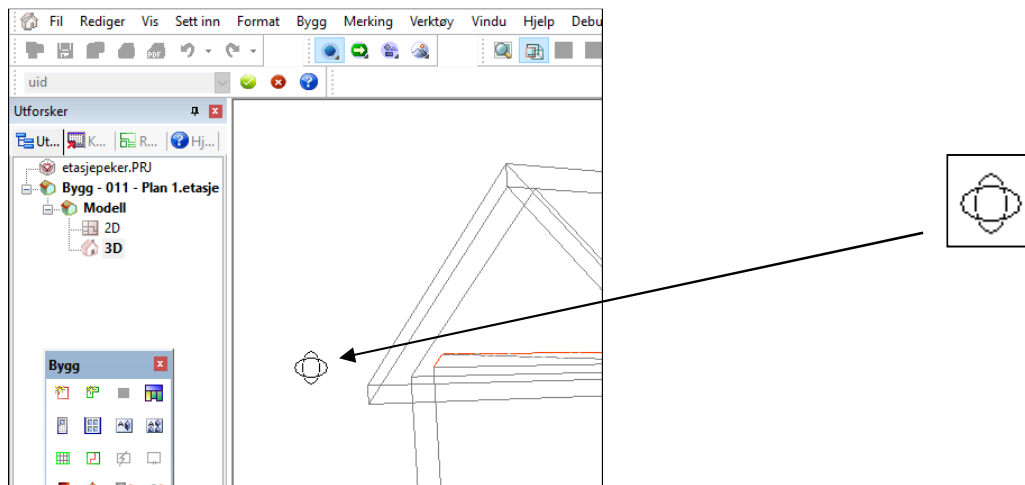 Fil Rediger Vis Sett inn Format Bygg Merking Verktøy Vindu Hjelp Debu
PDF
uid
Utforsker
Ut... K... R... Hj...
etasjepeker.PRJ
Bygg - 011 - Plan 1.etasje
Modell
2D
3D
Bygg